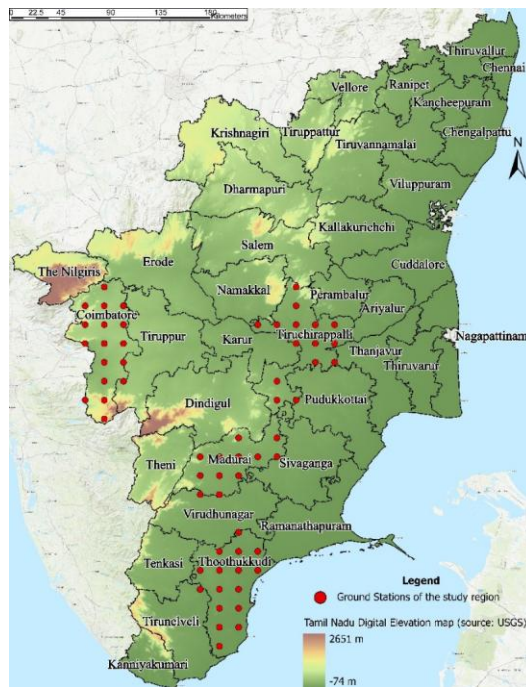 0 22.5 45 90 135 180
Kilometers
Thiruvallur
Chennai
Ranipet
Vellore
Kancheepuram
Krishnagiri
Tiruppattur
Chengalpattu
Tiruvannamalai
Dharmapuri
Viluppuram
Kallakurichchi
Salem
The Nilgiris
Erode
Cuddalore
Namakkal
Perambalur
Coimbatore
Ariyalur
Tiruppur
Karur
Tiruchirappalli
Nagapattinam
Thanjavur
Thiruvarur
Dindigul
Pudukkottai
Theni
Madurai
Sivaganga
Virudhunagar
Ramanathapuram
Tenkasi
Thoothukkudi
Tirunelveli
Kanniyakumari
N
Legend
Ground Stations of the study region
Tamil Nadu Digital Elevation map (source: USGS)
2651 m
-74 m